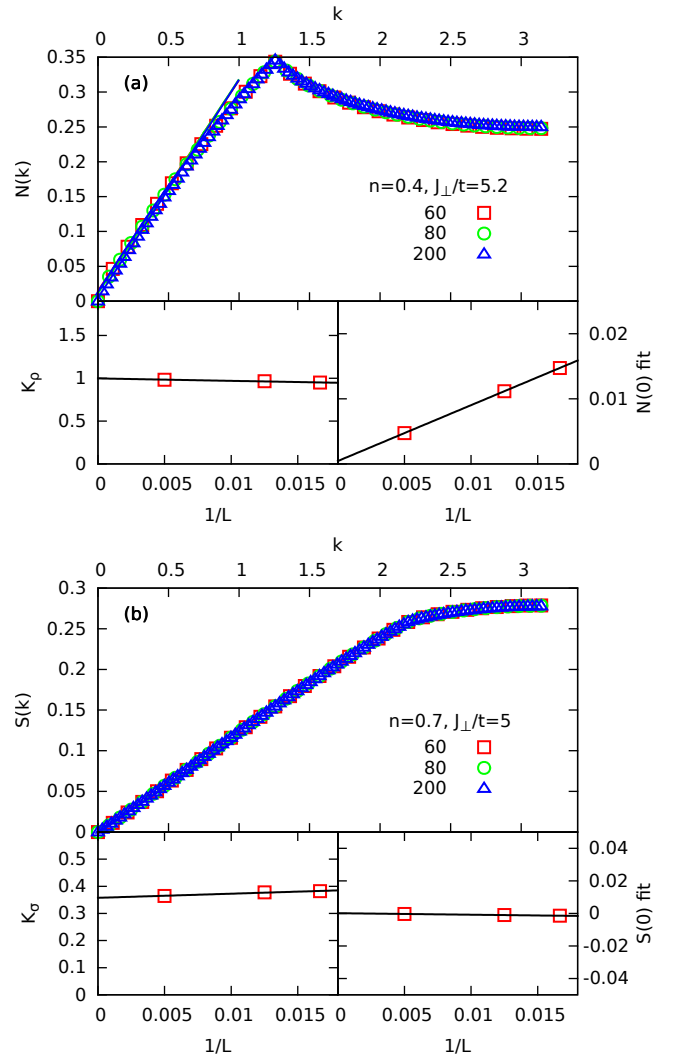 k
0 0.5 1 1.5 2 2.5 3
0.35
0.3
0.25
0.2
0.15
0.1
0.05
0
N(k)
(a)
n=0.4, J⊥/t=5.2
60
80
200
1.5
1
0.5
0
Kρ
0.02
0.01
0
N(0) fit
0 0.005 0.01 0.015
0 0.005 0.01 0.015
1/L 1/L
k
0 0.5 1 1.5 2 2.5 3
0.3
0.25
0.2
0.15
0.1
0.05
0
S(k)
(b)
n=0.7, J⊥/t=5
60
80
200
0.5
0.4
0.3
0.2
0.1
0
Kσ
0.04
0.02
0
-0.02
-0.04
S(0) fit
0 0.005 0.01 0.015
0 0.005 0.01 0.015
1/L 1/L